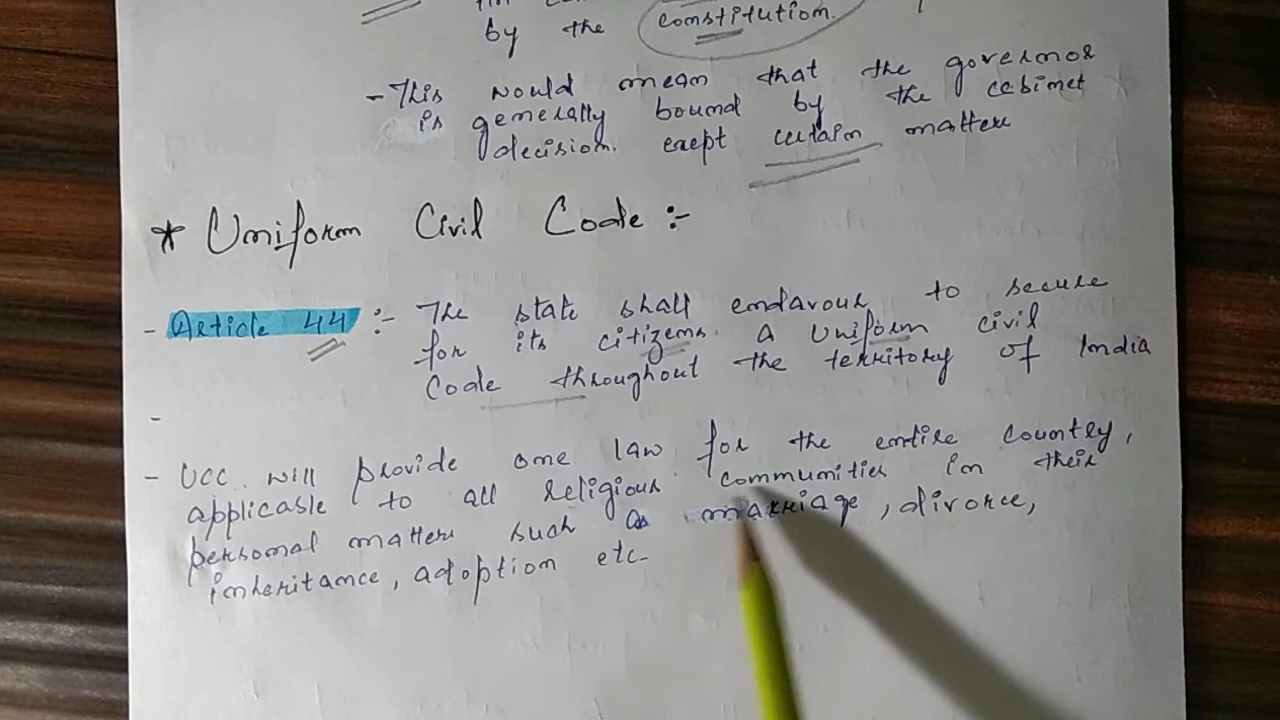 by the constitution.
- This would mean that the governor
is generally bound by the cabinet
decision. exept certain matters
* Uniform Civil Code :-
- Article 44 :- The state shall endavour to secure
for its citizens a Uniform civil
Code throughout the territory of India
-
- UCC will provide one law for the entire country,
applicable to all religious communities in their
personal matters such as marriage, divorce,
inheritance, adoption etc.